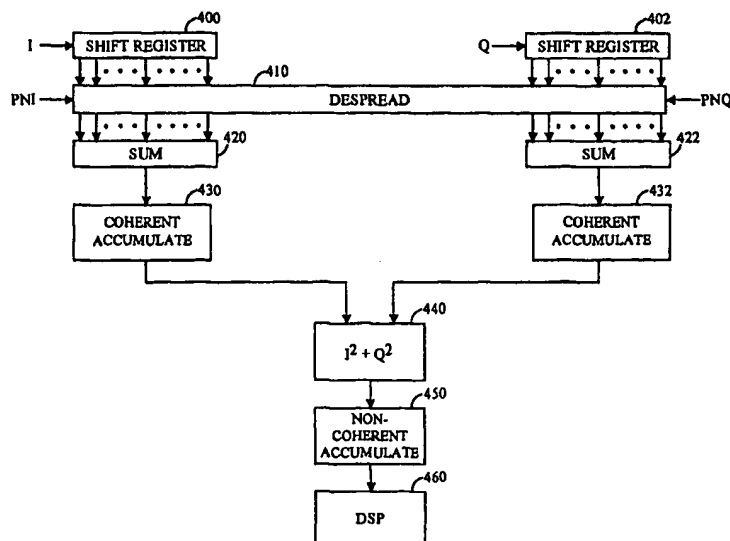 400
402
I
SHIFT REGISTER
Q
SHIFT REGISTER
410
PNI
DESPREAD
PNQ
SUM
420
SUM
422
430
432
COHERENT
ACCUMULATE
COHERENT
ACCUMULATE
440
I² + Q²
450
NON-
COHERENT
ACCUMULATE
460
DSP